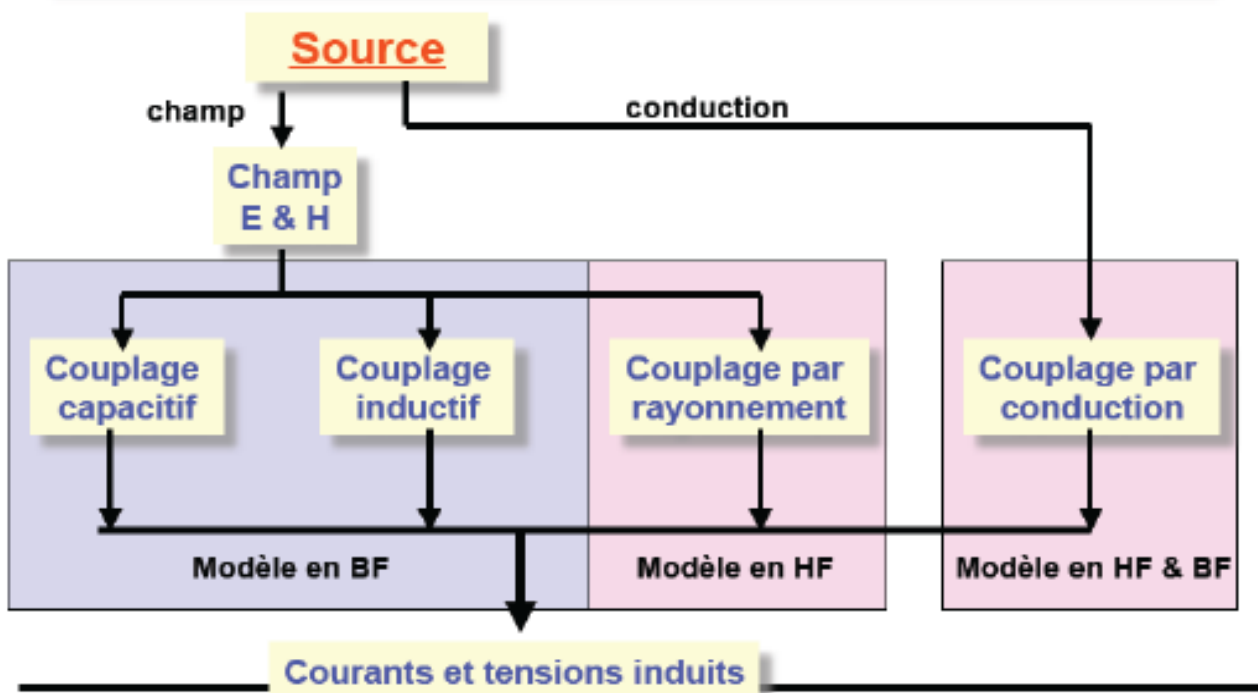 Source
champ
conduction
Champ
E & H
Couplage
capacitif
Couplage
inductif
Couplage par
rayonnement
Couplage par
conduction
Modèle en BF
Modèle en HF
Modèle en HF & BF
Courants et tensions induits